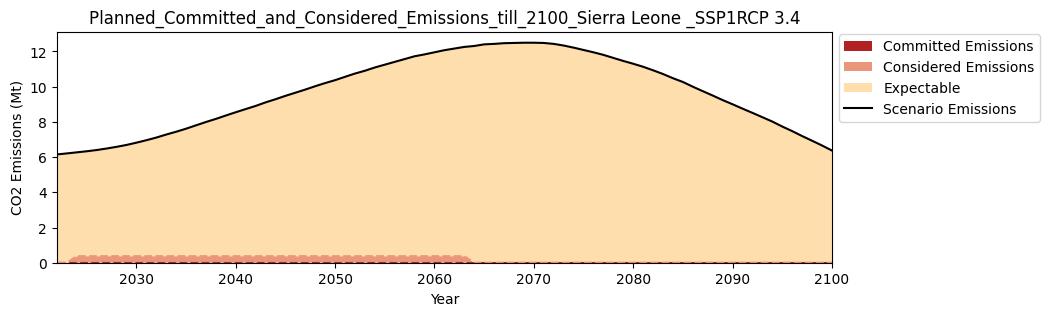 Planned_Committed_and_Considered_Emissions_till_2100_Sierra Leone _SSP1RCP 3.4
CO2 Emissions (Mt)
12
10
8
6
4
2
0
2030 2040 2050 2060 2070 2080 2090 2100
Year
Committed Emissions
Considered Emissions
Expectable
Scenario Emissions